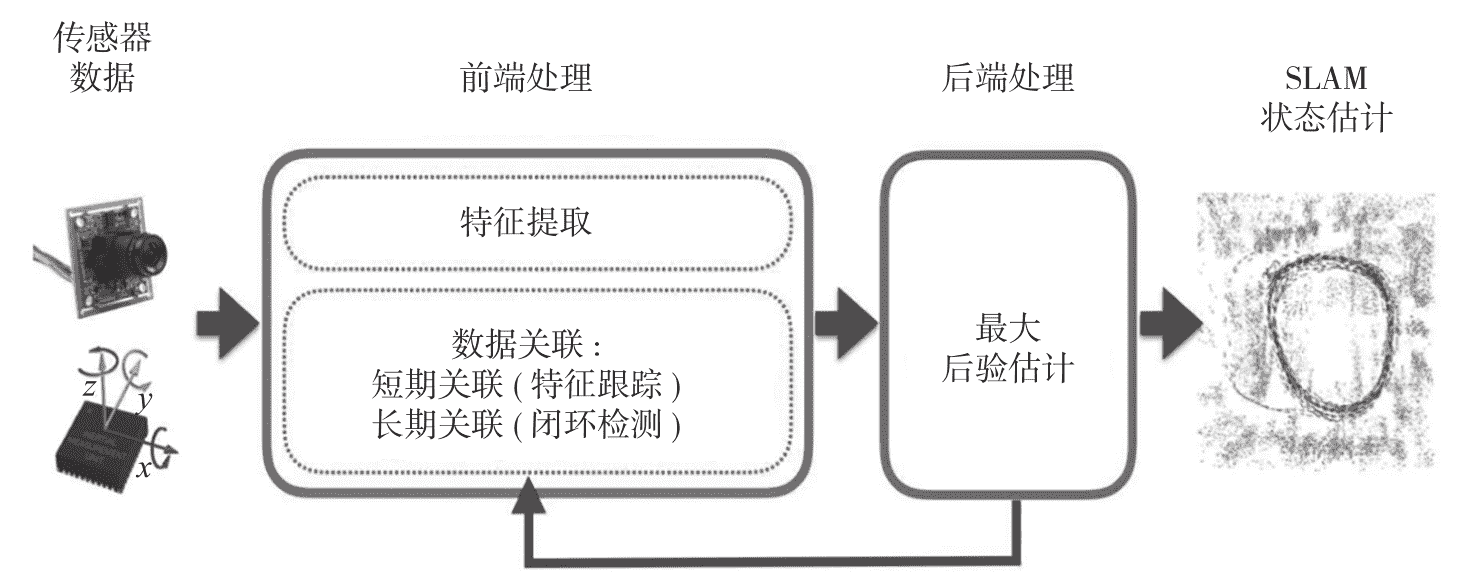 传感器
数据
前端处理
后端处理
SLAM
状态估计
特征提取
数据关联：
短期关联（特征跟踪）
长期关联（闭环检测）
最大
后验估计
z
y
x